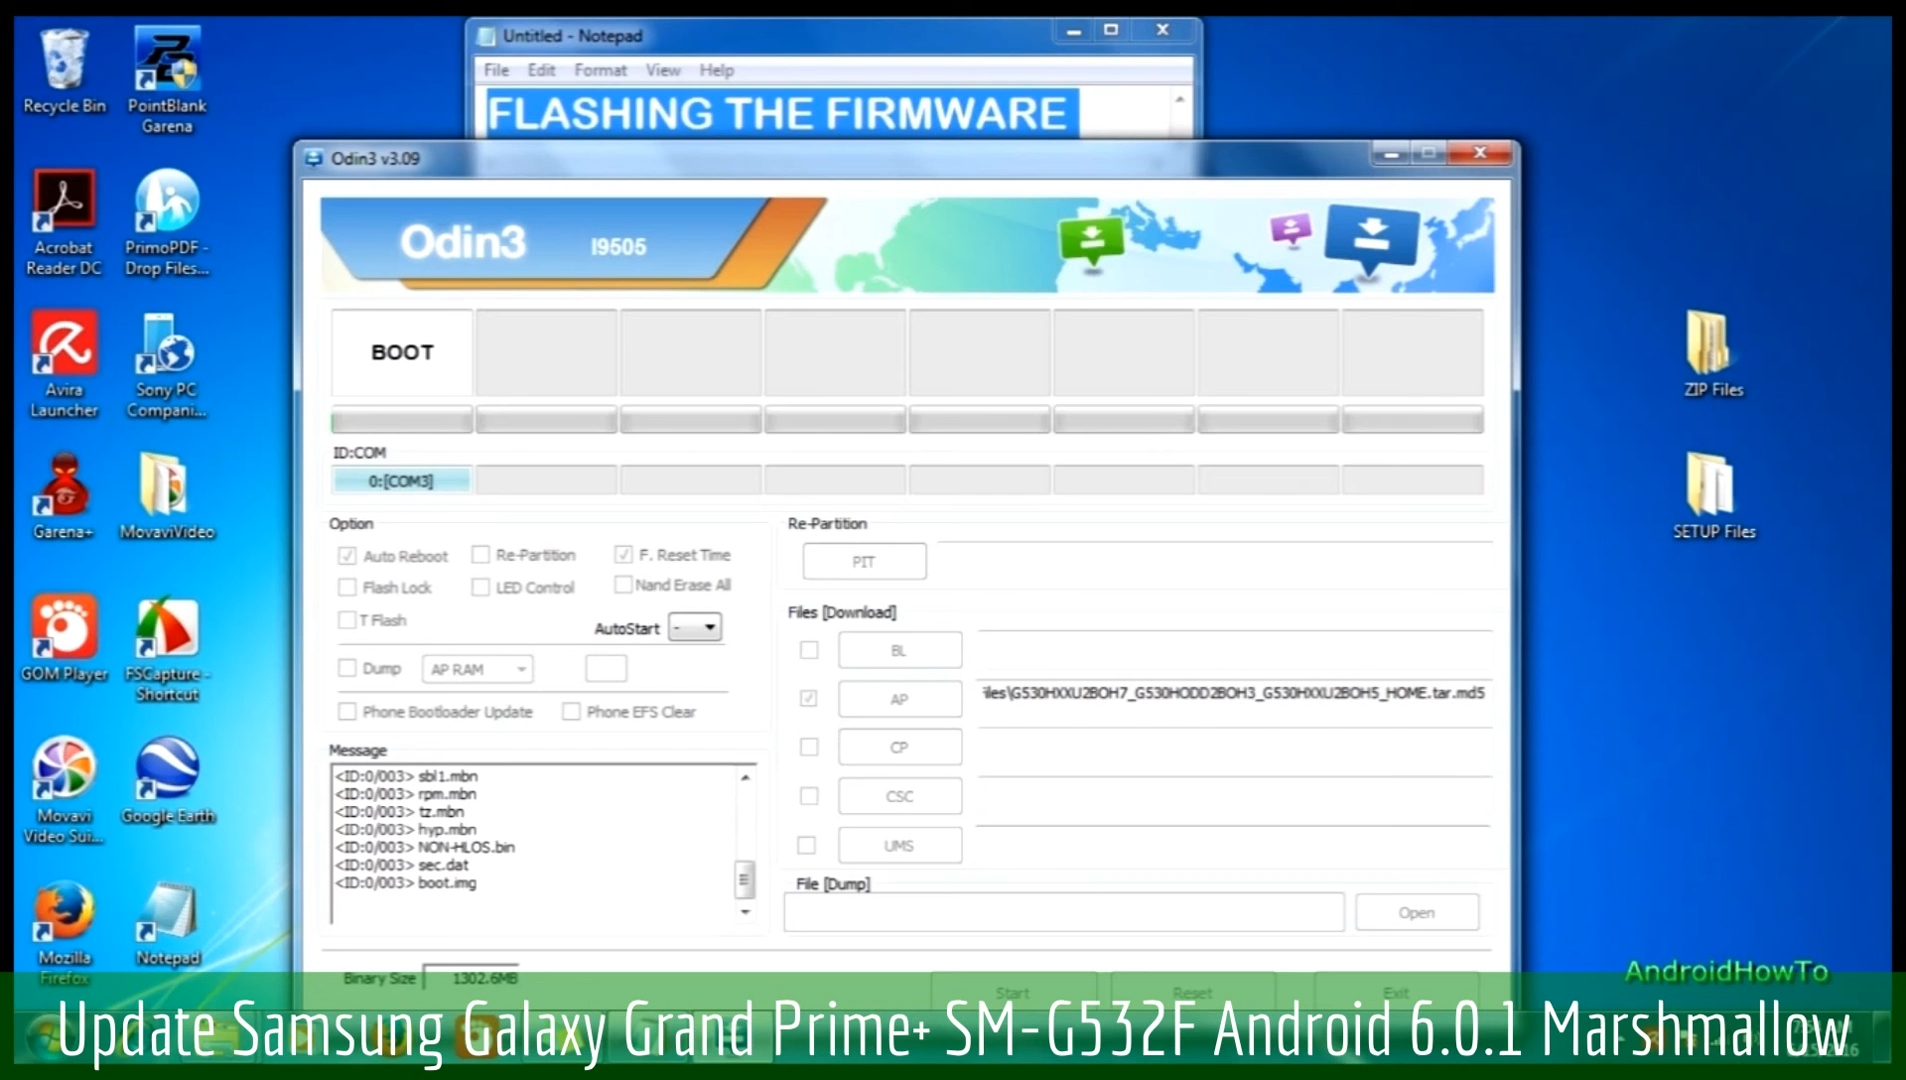 Recycle Bin
PointBlank Garena
Acrobat Reader DC
PrimoPDF - Drop Files...
Avira Launcher
Sony PC Compani...
Garena+
MovaviVideo
GOM Player
FSCapture - Shortcut
Movavi Video Sui...
Google Earth
Mozilla Firefox
Notepad
Untitled - Notepad
File Edit Format View Help
FLASHING THE FIRMWARE
Odin3 v3.09
Odin3 I9505
BOOT
ID:COM
0:[COM3]
Option
Auto Reboot Re-Partition F. Reset Time
Flash Lock LED Control Nand Erase All
T Flash
AutoStart -
Dump AP RAM
Phone Bootloader Update Phone EFS Clear
Message
<ID:0/003> sbl1.mbn
<ID:0/003> rpm.mbn
<ID:0/003> tz.mbn
<ID:0/003> hyp.mbn
<ID:0/003> NON-HLOS.bin
<ID:0/003> sec.dat
<ID:0/003> boot.img
Re-Partition
PIT
Files [Download]
BL
AP iles\G530HXXU2BOH7_G530HODD2BOH3_G530HXXU2BOH5_HOME.tar.md5
CP
CSC
UMS
File [Dump]
Open
Binary Size 1302.6MB
Start Reset Exit
ZIP Files
SETUP Files
AndroidHowTo
Update Samsung Galaxy Grand Prime+ SM-G532F Android 6.0.1 Marshmallow